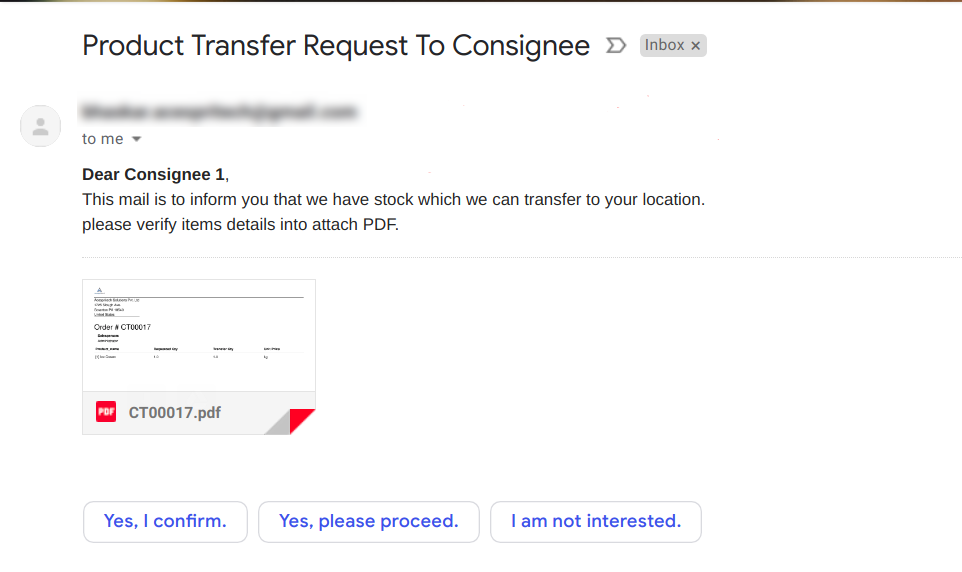 Product Transfer Request To Consignee
Inbox ×
to me
Dear Consignee 1,
This mail is to inform you that we have stock which we can transfer to your location.
please verify items details into attach PDF.
Order # CT00017
PDF
CT00017.pdf
Yes, I confirm.
Yes, please proceed.
I am not interested.